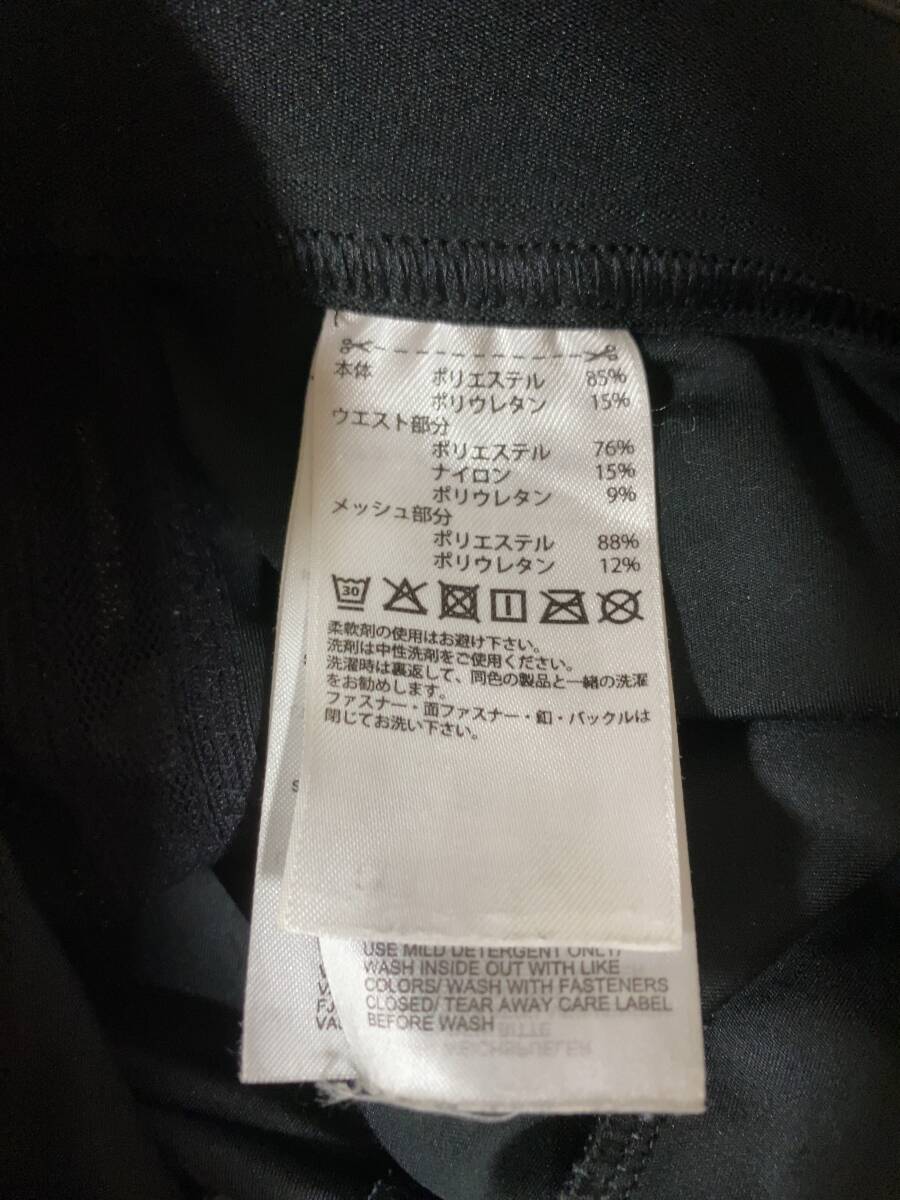 本体 ポリエステル 85%
ポリウレタン 15%
ウエスト部分
ポリエステル 76%
ナイロン 15%
ポリウレタン 9%
メッシュ部分
ポリエステル 88%
ポリウレタン 12%
30
柔軟剤の使用はお避け下さい。
洗剤は中性洗剤をご使用ください。
洗濯時は裏返して、同色の製品と一緒の洗濯
をお勧めします。
ファスナー・面ファスナー・釦・バックルは
閉じてお洗い下さい。
USE MILD DETERGENT ONLY/
WASH INSIDE OUT WITH LIKE
COLORS/ WASH WITH FASTENERS
CLOSED/ TEAR AWAY CARE LABEL
BEFORE WASH